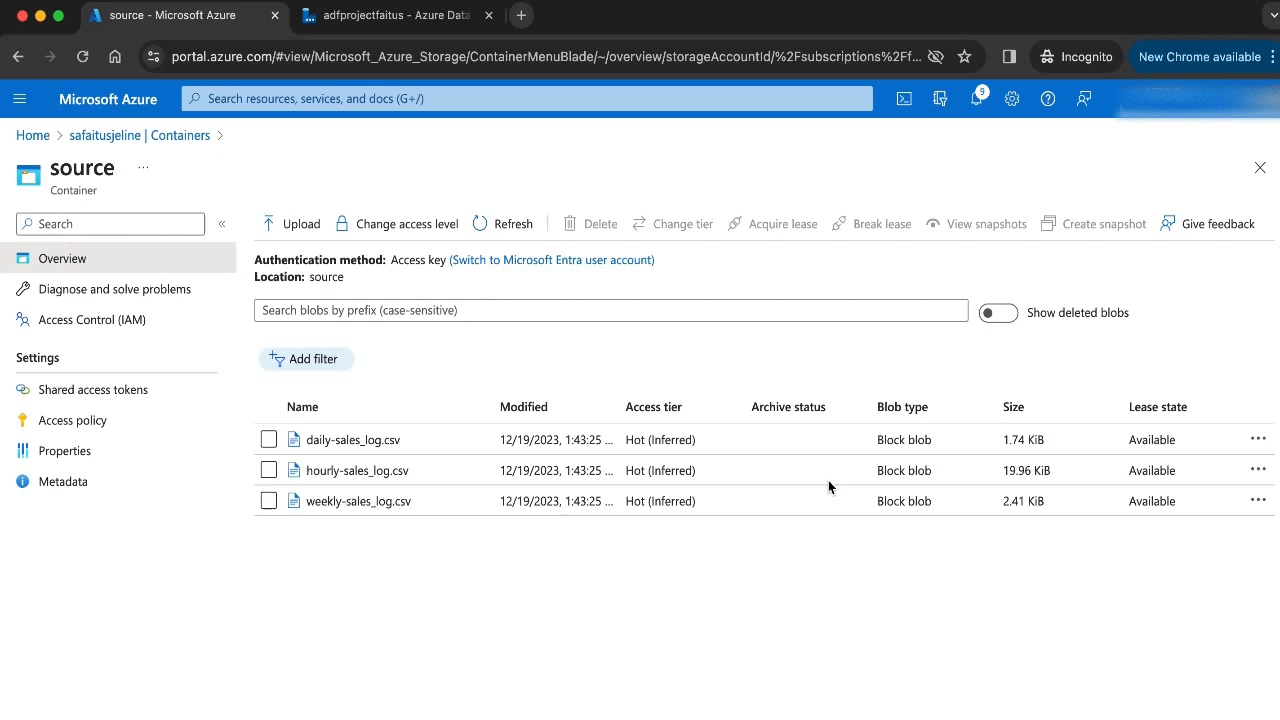 source - Microsoft Azure
adfprojectfaitus - Azure Data
portal.azure.com/#view/Microsoft_Azure_Storage/ContainerMenuBlade/~/overview/storageAccountId/%2Fsubscriptions%2Ff...
Incognito
New Chrome available
Microsoft Azure
Search resources, services, and docs (G+/)
9
Home > safaitusjeline | Containers >
source ...
Container
Search
«
Upload Change access level Refresh Delete Change tier Acquire lease Break lease View snapshots Create snapshot Give feedback
Overview
Diagnose and solve problems
Access Control (IAM)
Settings
Shared access tokens
Access policy
Properties
Metadata
Authentication method: Access key (Switch to Microsoft Entra user account)
Location: source
Search blobs by prefix (case-sensitive)
Show deleted blobs
Add filter
Name Modified Access tier Archive status Blob type Size Lease state
daily-sales_log.csv 12/19/2023, 1:43:25 ... Hot (Inferred) Block blob 1.74 KiB Available ...
hourly-sales_log.csv 12/19/2023, 1:43:25 ... Hot (Inferred) Block blob 19.96 KiB Available ...
weekly-sales_log.csv 12/19/2023, 1:43:25 ... Hot (Inferred) Block blob 2.41 KiB Available ...